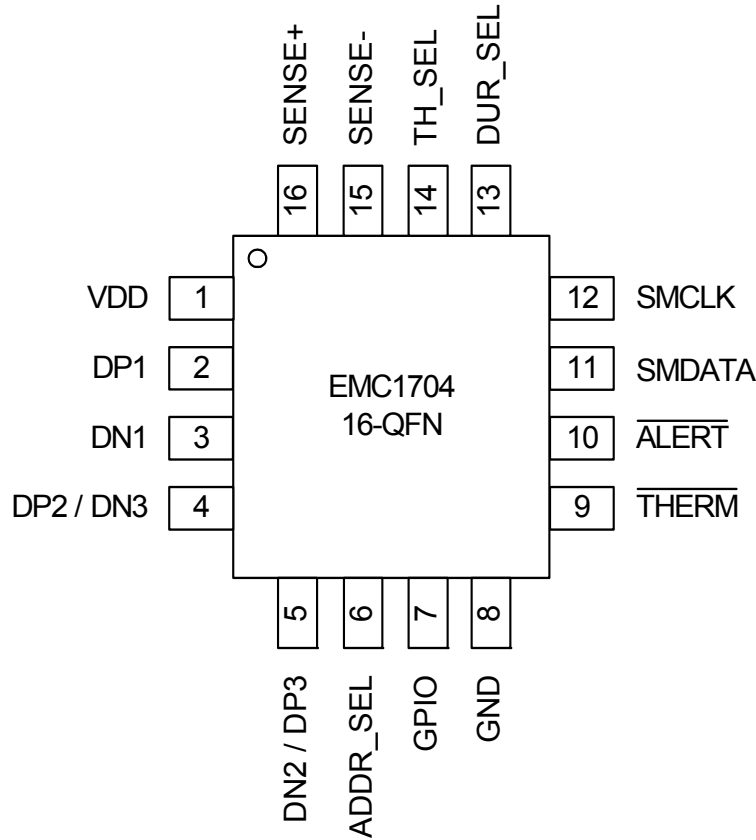 SENSE+
SENSE-
TH_SEL
DUR_SEL
16
15
14
13
VDD
1
12
SMCLK
DP1
2
11
SMDATA
EMC1704
16-QFN
DN1
3
10
ALERT
DP2 / DN3
4
9
THERM
5
6
7
8
DN2 / DP3
ADDR_SEL
GPIO
GND